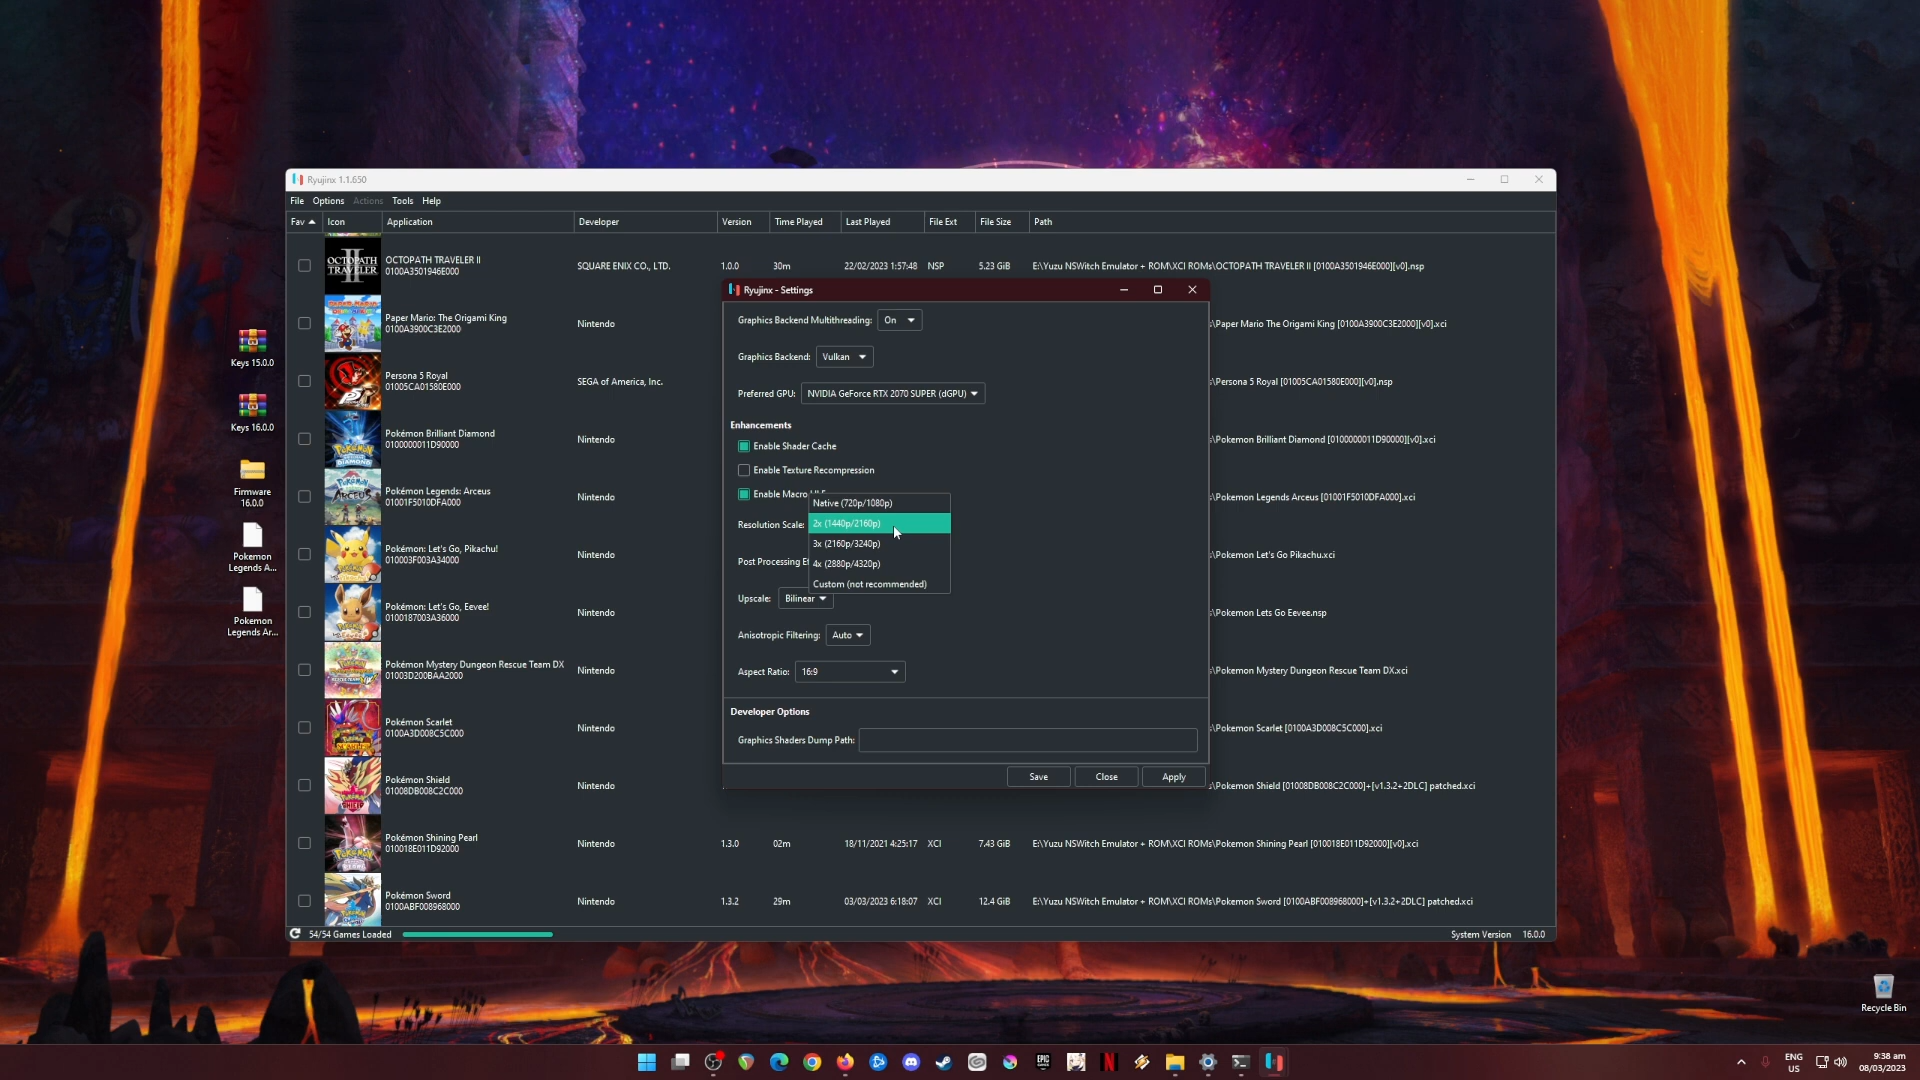 Ryujinx 1.1.650
File Options Actions Tools Help
Fav Icon Application Developer Version Time Played Last Played File Ext File Size Path
OCTOPATH TRAVELER II
0100A3501946E000
SQUARE ENIX CO., LTD. 1.0.0 30m 22/02/2023 1:57:48 NSP 5.23 GiB E:\Yuzu NSWitch Emulator + ROM\XCI ROMs\OCTOPATH TRAVELER II [0100A3501946E000][v0].nsp
Paper Mario: The Origami King
0100A3900C3E2000
Nintendo
s\Paper Mario The Origami King [0100A3900C3E2000][v0].xci
Persona 5 Royal
01005CA01580E000
SEGA of America, Inc.
s\Persona 5 Royal [01005CA01580E000][v0].nsp
Pokémon Brilliant Diamond
0100000011D90000
Nintendo
s\Pokemon Brilliant Diamond [0100000011D90000][v0].xci
Pokémon Legends: Arceus
01001F5010DFA000
Nintendo
s\Pokemon Legends Arceus [01001F5010DFA000].xci
Pokémon: Let's Go, Pikachu!
010003F003A34000
Nintendo
s\Pokemon Let's Go Pikachu.xci
Pokémon: Let's Go, Eevee!
0100187003A36000
Nintendo
s\Pokemon Lets Go Eevee.nsp
Pokémon Mystery Dungeon Rescue Team DX
01003D200BAA2000
Nintendo
s\Pokemon Mystery Dungeon Rescue Team DX.xci
Pokémon Scarlet
0100A3D008C5C000
Nintendo
s\Pokemon Scarlet [0100A3D008C5C000].xci
Pokémon Shield
01008DB008C2C000
Nintendo
s\Pokemon Shield [01008DB008C2C000]+[v1.3.2+2DLC] patched.xci
Pokémon Shining Pearl
010018E011D92000
Nintendo 1.3.0 02m 18/11/2021 4:25:17 XCI 7.43 GiB E:\Yuzu NSWitch Emulator + ROM\XCI ROMs\Pokemon Shining Pearl [010018E011D92000][v0].xci
Pokémon Sword
0100ABF008968000
Nintendo 1.3.2 29m 03/03/2023 6:18:07 XCI 12.4 GiB E:\Yuzu NSWitch Emulator + ROM\XCI ROMs\Pokemon Sword [0100ABF008968000]+[v1.3.2+2DLC] patched.xci
54/54 Games Loaded
System Version 16.0.0
Ryujinx - Settings
Graphics Backend Multithreading: On
Graphics Backend: Vulkan
Preferred GPU: NVIDIA GeForce RTX 2070 SUPER (dGPU)
Enhancements
Enable Shader Cache
Enable Texture Recompression
Enable Macro
Resolution Scale:
Native (720p/1080p)
2x (1440p/2160p)
3x (2160p/3240p)
4x (2880p/4320p)
Custom (not recommended)
Post Processing Ef
Upscale: Bilinear
Anisotropic Filtering: Auto
Aspect Ratio: 16:9
Developer Options
Graphics Shaders Dump Path:
Save Close Apply
Keys 15.0.0
Keys 16.0.0
Firmware
16.0.0
Pokemon
Legends A...
Pokemon
Legends Ar...
Recycle Bin
OCTOPATH
II
TRAVELER
EPIC
GAMES
N
ENG
US
9:38 am
08/03/2023